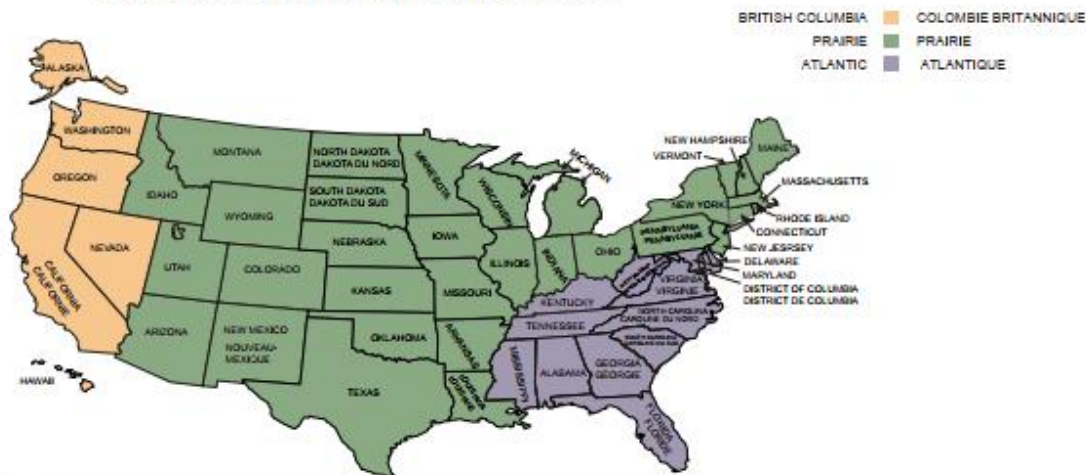 BRITISH COLUMBIA COLOMBIE BRITANNIQUE
PRAIRIE PRAIRIE
ATLANTIC ATLANTIQUE
ALASKA
WASHINGTON
OREGON
CALIFORNIA
CALIFORNIE
NEVADA
IDAHO
MONTANA
WYOMING
UTAH
COLORADO
ARIZONA
NEW MEXICO
NOUVEAU-
MEXIQUE
NORTH DAKOTA
DAKOTA DU NORD
SOUTH DAKOTA
DAKOTA DU SUD
NEBRASKA
KANSAS
OKLAHOMA
TEXAS
MINNESOTA
IOWA
MISSOURI
ARKANSAS
LOUISIANA
LOUISIANE
WISCONSIN
ILLINOIS
MICHIGAN
INDIANA
OHIO
KENTUCKY
TENNESSEE
MISSISSIPPI
ALABAMA
GEORGIA
GEORGIE
FLORIDA
FLORIDE
NORTH CAROLINA
CAROLINE DU NORD
VIRGINIA
VIRGINIE
PENNSYLVANIA
NEW YORK
VERMONT
NEW HAMPSHIRE
MAINE
MASSACHUSETTS
RHODE ISLAND
CONNECTICUT
NEW JESRSEY
DELAWARE
MARYLAND
DISTRICT OF COLUMBIA
DISTRICT DE COLUMBIA